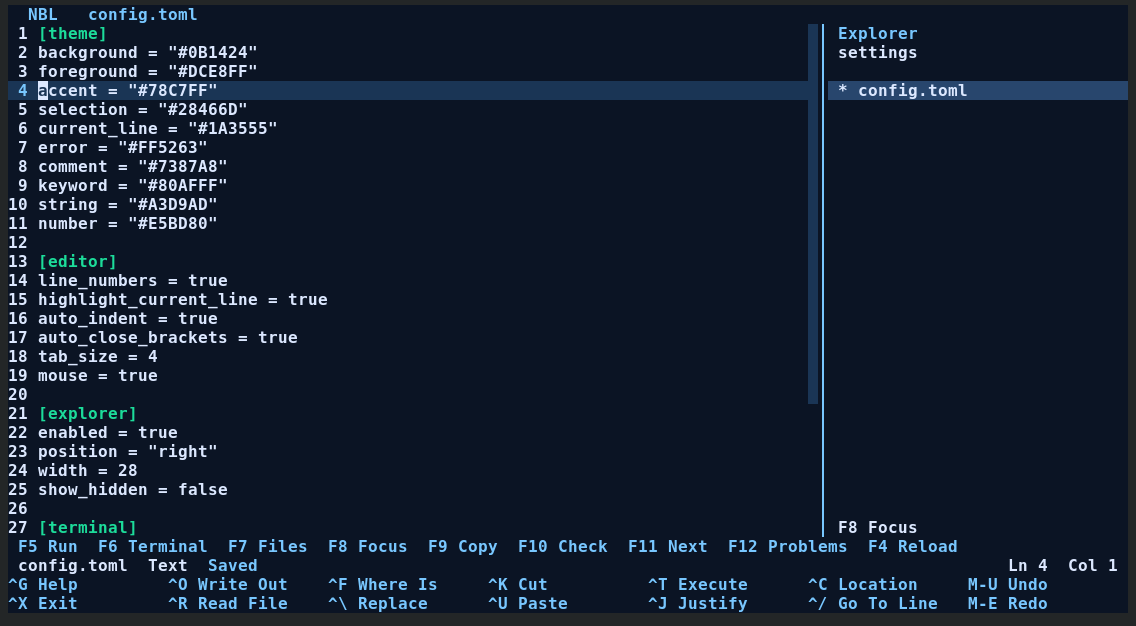 NBL   config.toml
1 [theme]
2 background = "#0B1424"
3 foreground = "#DCE8FF"
4 accent = "#78C7FF"
5 selection = "#28466D"
6 current_line = "#1A3555"
7 error = "#FF5263"
8 comment = "#7387A8"
9 keyword = "#80AFFF"
10 string = "#A3D9AD"
11 number = "#E5BD80"
12
13 [editor]
14 line_numbers = true
15 highlight_current_line = true
16 auto_indent = true
17 auto_close_brackets = true
18 tab_size = 4
19 mouse = true
20
21 [explorer]
22 enabled = true
23 position = "right"
24 width = 28
25 show_hidden = false
26
27 [terminal]
Explorer
settings
* config.toml
F8 Focus
F5 Run  F6 Terminal  F7 Files  F8 Focus  F9 Copy  F10 Check  F11 Next  F12 Problems  F4 Reload
config.toml  Text  Saved  Ln 4  Col 1
^G Help  ^O Write Out  ^F Where Is  ^K Cut  ^T Execute  ^C Location  M-U Undo
^X Exit  ^R Read File  ^\ Replace  ^U Paste  ^J Justify  ^/ Go To Line  M-E Redo